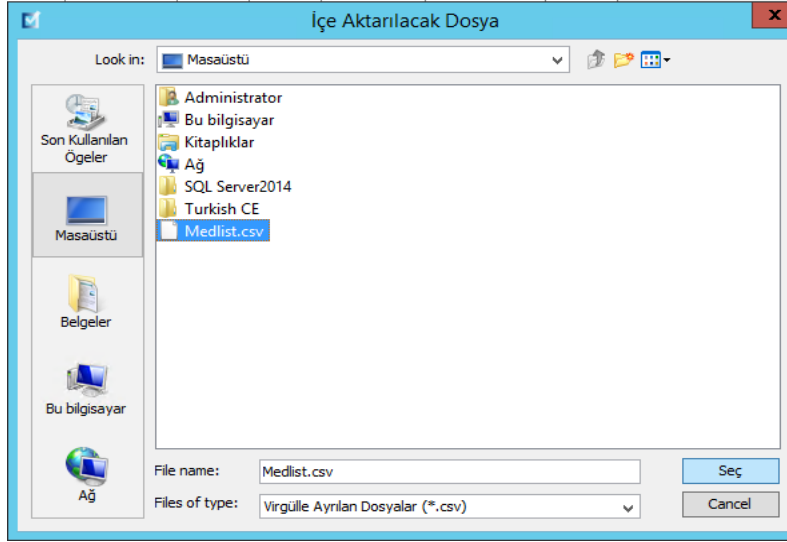 İçe Aktarılacak Dosya
x
Look in:
Masaüstü
Son Kullanılan
Ögeler
Masaüstü
Belgeler
Bu bilgisayar
Ağ
Administrator
Bu bilgisayar
Kitaplıklar
Ağ
SQL Server2014
Turkish CE
Medlist.csv
File name:
Medlist.csv
Seç
Files of type:
Virgülle Ayrılan Dosyalar (*.csv)
Cancel